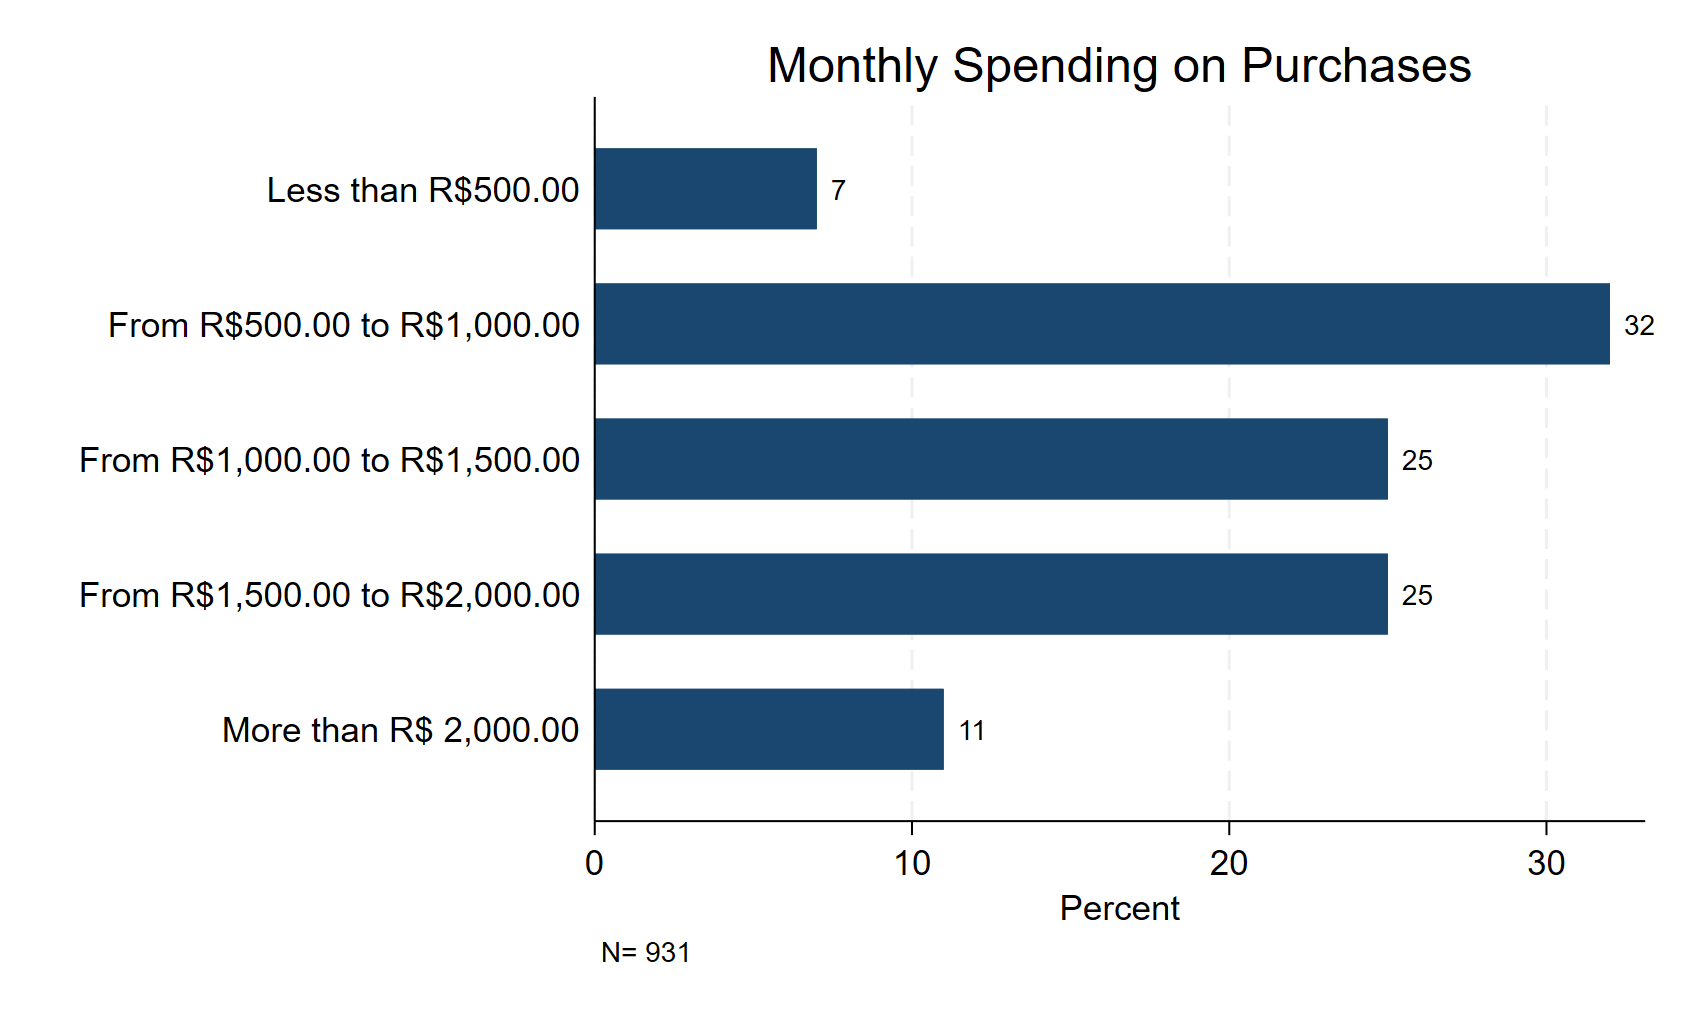 Monthly Spending on Purchases
Less than R$500.00
7
From R$500.00 to R$1,000.00
32
From R$1,000.00 to R$1,500.00
25
From R$1,500.00 to R$2,000.00
25
More than R$ 2,000.00
11
0 10 20 30
Percent
N= 931